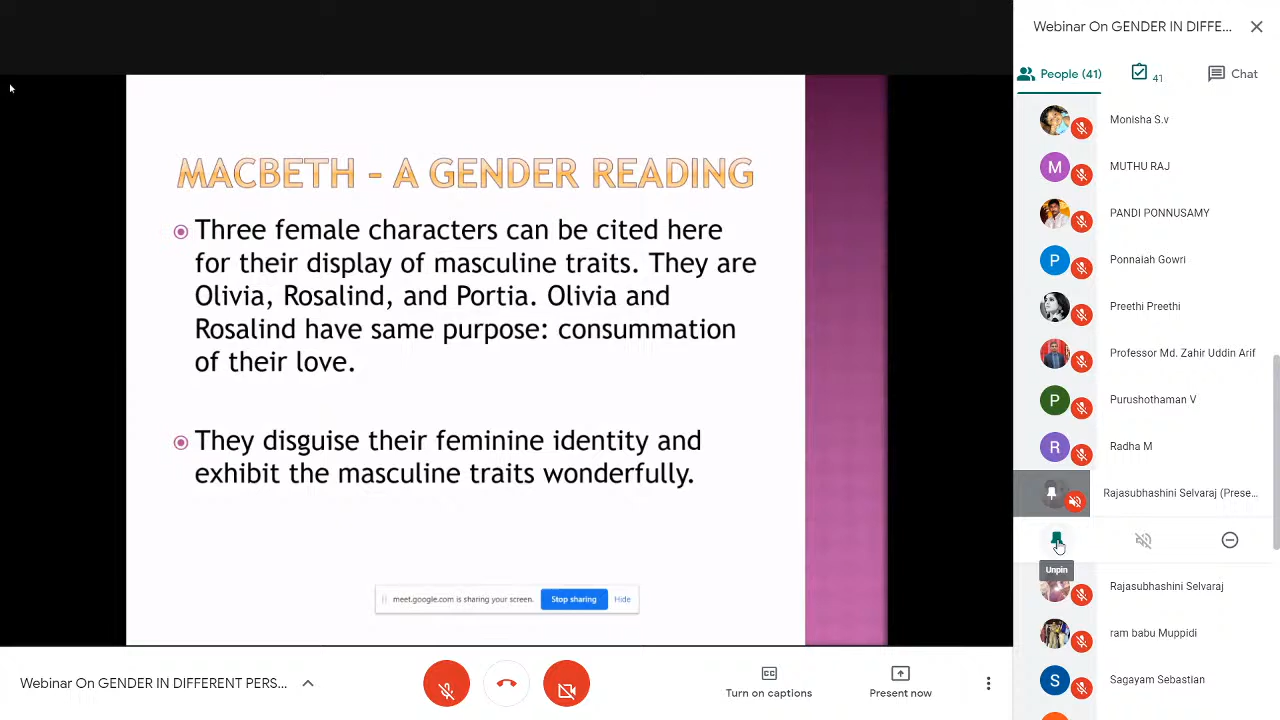 Webinar On GENDER IN DIFFE...
People (41)
41
Chat
MACBETH - A GENDER READING
Three female characters can be cited here
for their display of masculine traits. They are
Olivia, Rosalind, and Portia. Olivia and
Rosalind have same purpose: consummation
of their love.
They disguise their feminine identity and
exhibit the masculine traits wonderfully.
meet.google.com is sharing your screen.
Stop sharing
Hide
Monisha S.v
M
MUTHU RAJ
PANDI PONNUSAMY
P
Ponnaiah Gowri
Preethi Preethi
Professor Md. Zahir Uddin Arif
P
Purushothaman V
R
Radha M
Rajasubhashini Selvaraj (Prese...
Unpin
Rajasubhashini Selvaraj
ram babu Muppidi
S
Sagayam Sebastian
Webinar On GENDER IN DIFFERENT PERS...
CC
Turn on captions
Present now